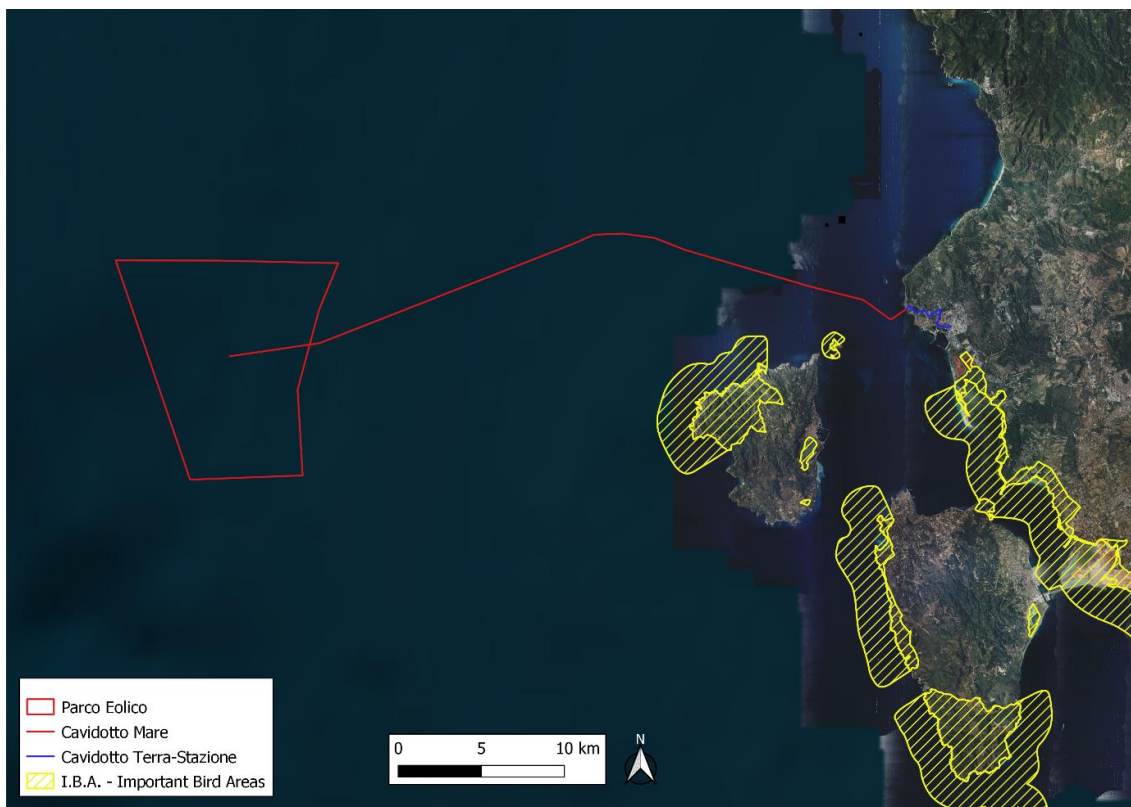 Parco Eolico
Cavidotto Mare
Cavidotto Terra-Stazione
I.B.A. - Important Bird Areas
0 5 10 km
N